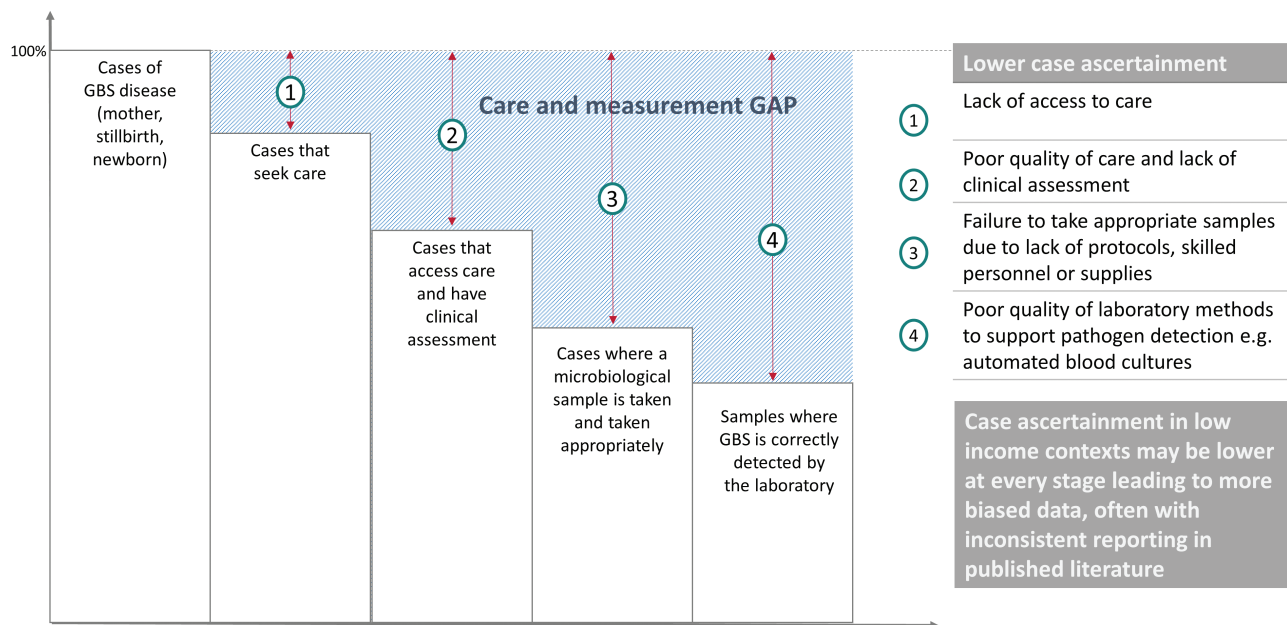 100%
Cases of
GBS disease
(mother,
stillbirth,
newborn)
1
Cases that
seek care
2
Cases that
access care
and have
clinical
assessment
Care and measurement GAP
3
Cases where a
microbiological
sample is taken
and taken
appropriately
4
Samples where
GBS is correctly
detected by
the laboratory
Lower case ascertainment
1
Lack of access to care
2
Poor quality of care and lack of
clinical assessment
3
Failure to take appropriate samples
due to lack of protocols, skilled
personnel or supplies
4
Poor quality of laboratory methods
to support pathogen detection e.g.
automated blood cultures
Case ascertainment in low
income contexts may be lower
at every stage leading to more
biased data, often with
inconsistent reporting in
published literature